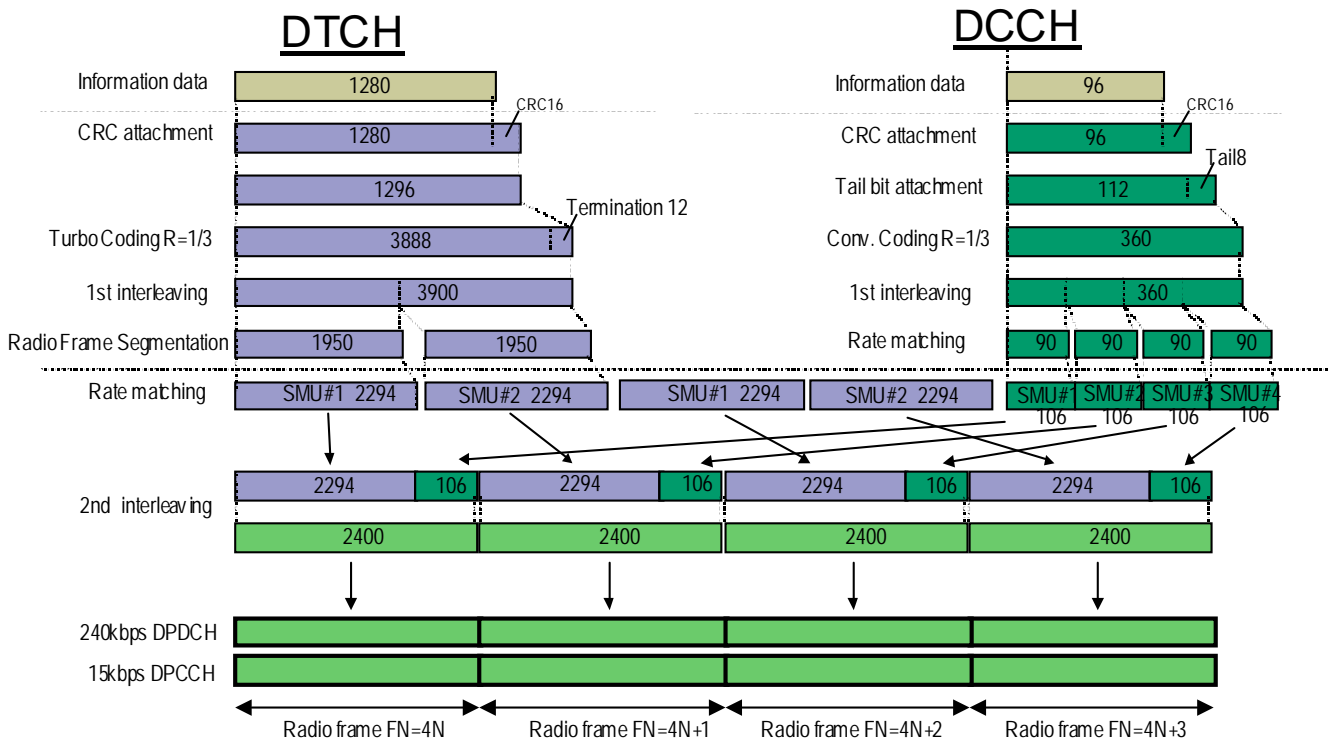 DTCH
DCCH
Information data
1280
Information data
96
CRC16
CRC16
CRC attachment
1280
CRC attachment
96
Tail8
1296
Tail bit attachment
112
Termination 12
Turbo Coding R=1/3
3888
Conv. Coding R=1/3
360
1st interleaving
3900
1st interleaving
360
Radio Frame Segmentation
1950
1950
Rate matching
90
90
90
90
Rate matching
SMU#1 2294
SMU#2 2294
SMU#1 2294
SMU#2 2294
SMU#1
106
SMU#2
106
SMU#3
106
SMU#4
106
2nd interleaving
2294
106
2294
106
2294
106
2294
106
2400
2400
2400
2400
240kbps DPDCH
15kbps DPCCH
Radio frame FN=4N
Radio frame FN=4N+1
Radio frame FN=4N+2
Radio frame FN=4N+3